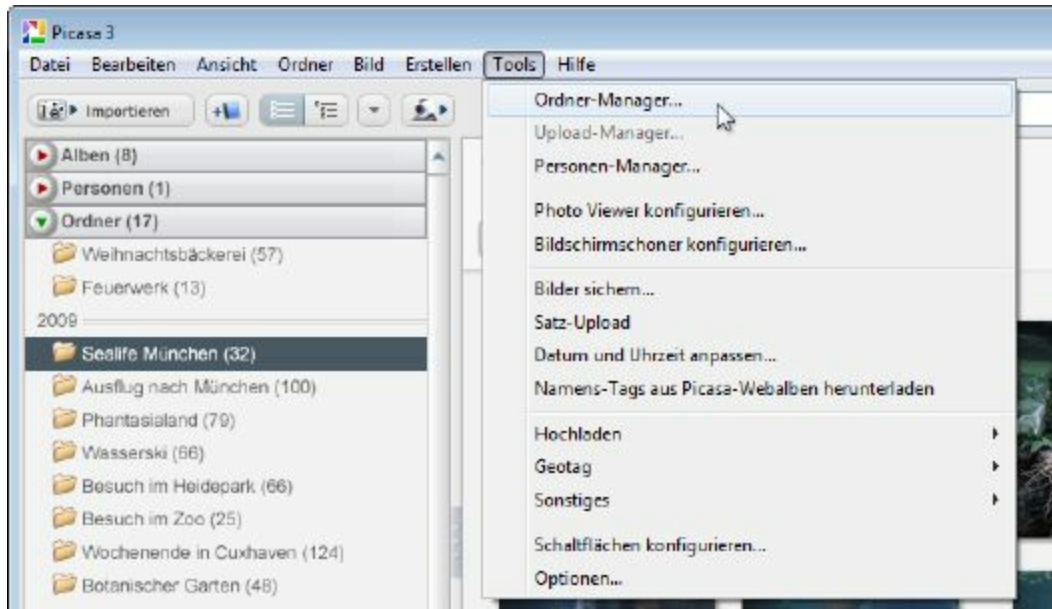 Picasa 3
Datei Bearbeiten Ansicht Ordner Bild Erstellen Tools Hilfe
Importieren
Alben (8)
Personen (1)
Ordner (17)
Weihnachtsbäckerei (57)
Feuerwerk (13)
2009
Sealife München (32)
Ausflug nach München (100)
Phantasialand (79)
Wasserski (66)
Besuch im Heidepark (66)
Besuch im Zoo (25)
Wochenende in Cuxhaven (124)
Botanischer Garten (48)
Ordner-Manager...
Upload-Manager...
Personen-Manager...
Photo Viewer konfigurieren...
Bildschirmschoner konfigurieren...
Bilder sichern...
Satz-Upload
Datum und Uhrzeit anpassen...
Namens-Tags aus Picasa-Webalben herunterladen
Hochladen
Geotag
Sonstiges
Schaltflächen konfigurieren...
Optionen...